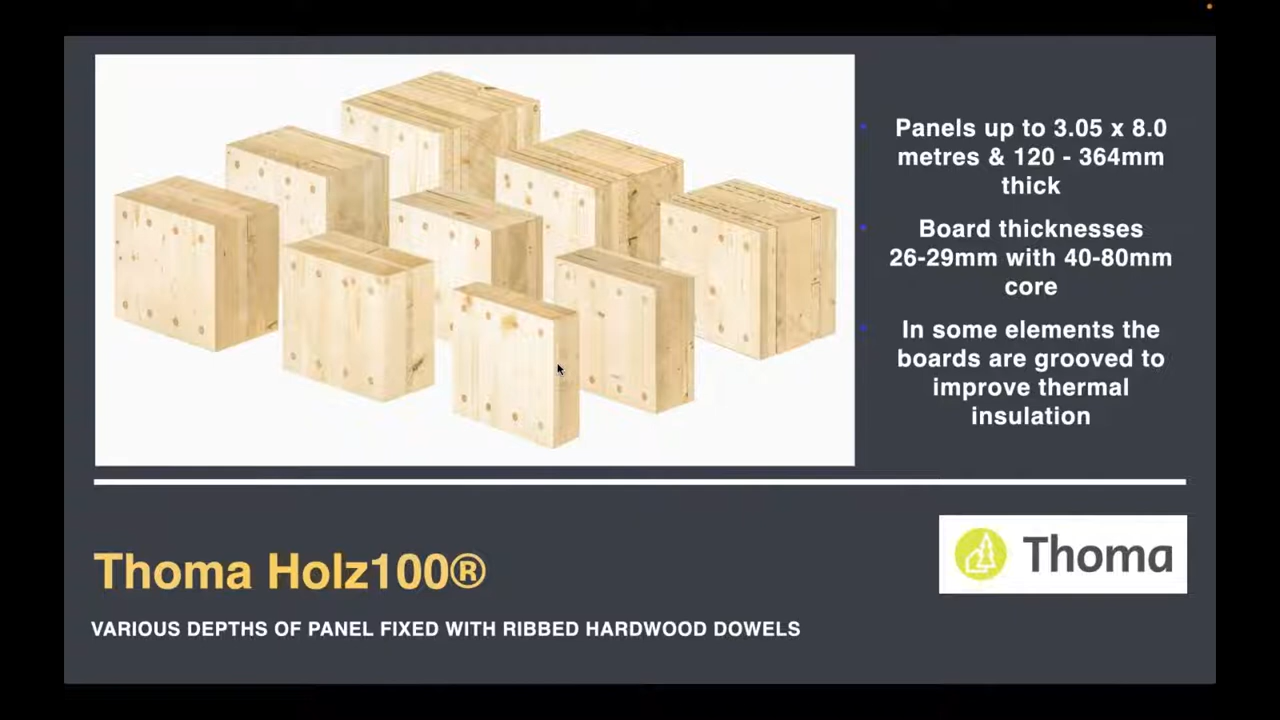 Panels up to 3.05 x 8.0
metres & 120 - 364mm
thick
Board thicknesses
26-29mm with 40-80mm
core
In some elements the
boards are grooved to
improve thermal
insulation
Thoma Holz100®
Thoma
VARIOUS DEPTHS OF PANEL FIXED WITH RIBBED HARDWOOD DOWELS